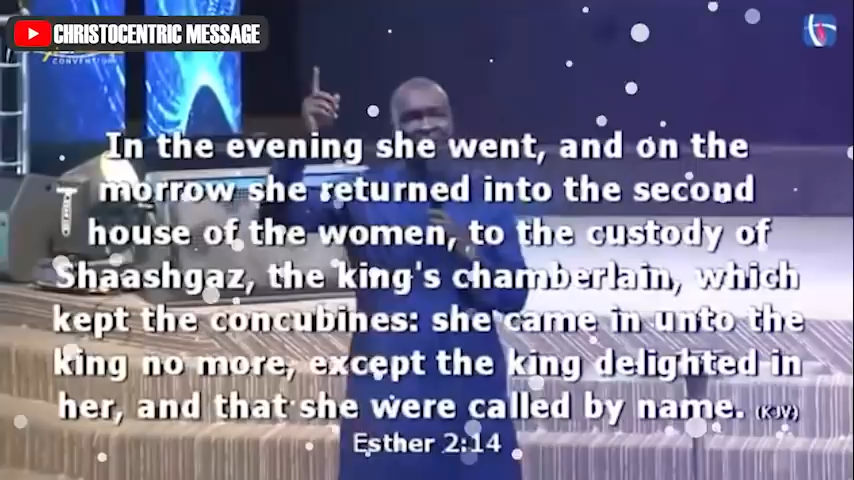 CHRISTOCENTRIC MESSAGE
CONVENTION
In the evening she went, and on the
morrow she returned into the second
house of the women, to the custody of
Shaashgaz, the king's chamberlain, which
kept the concubines: she came in unto the
king no more, except the king delighted in
her, and that she were called by name. (KJV)
Esther 2:14